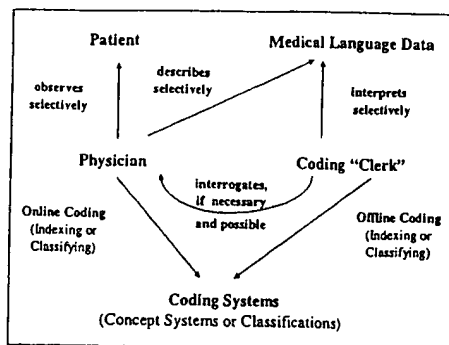 Patient
Medical Language Data
observes
selectively
describes
selectively
interprets
selectively
Physician
Coding "Clerk"
interrogates,
if necessary
and possible
Online Coding
(Indexing or
Classifying)
Offline Coding
(Indexing or
Classifying)
Coding Systems
(Concept Systems or Classifications)